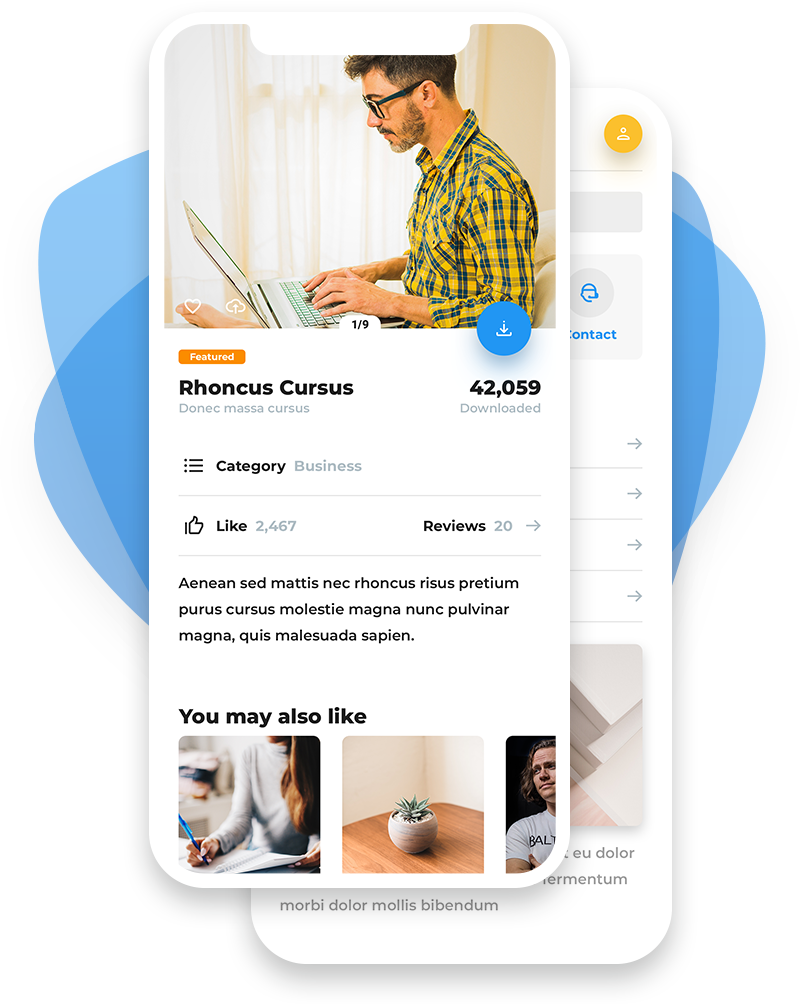 1/9
Featured
Rhoncus Cursus
42,059
Donec massa cursus
Downloaded
Category Business
Like 2,467
Reviews 20
Aenean sed mattis nec rhoncus risus pretium
purus cursus molestie magna nunc pulvinar
magna, quis malesuada sapien.
You may also like
BALT
Contact
eu dolor
fermentum
morbi dolor mollis bibendum